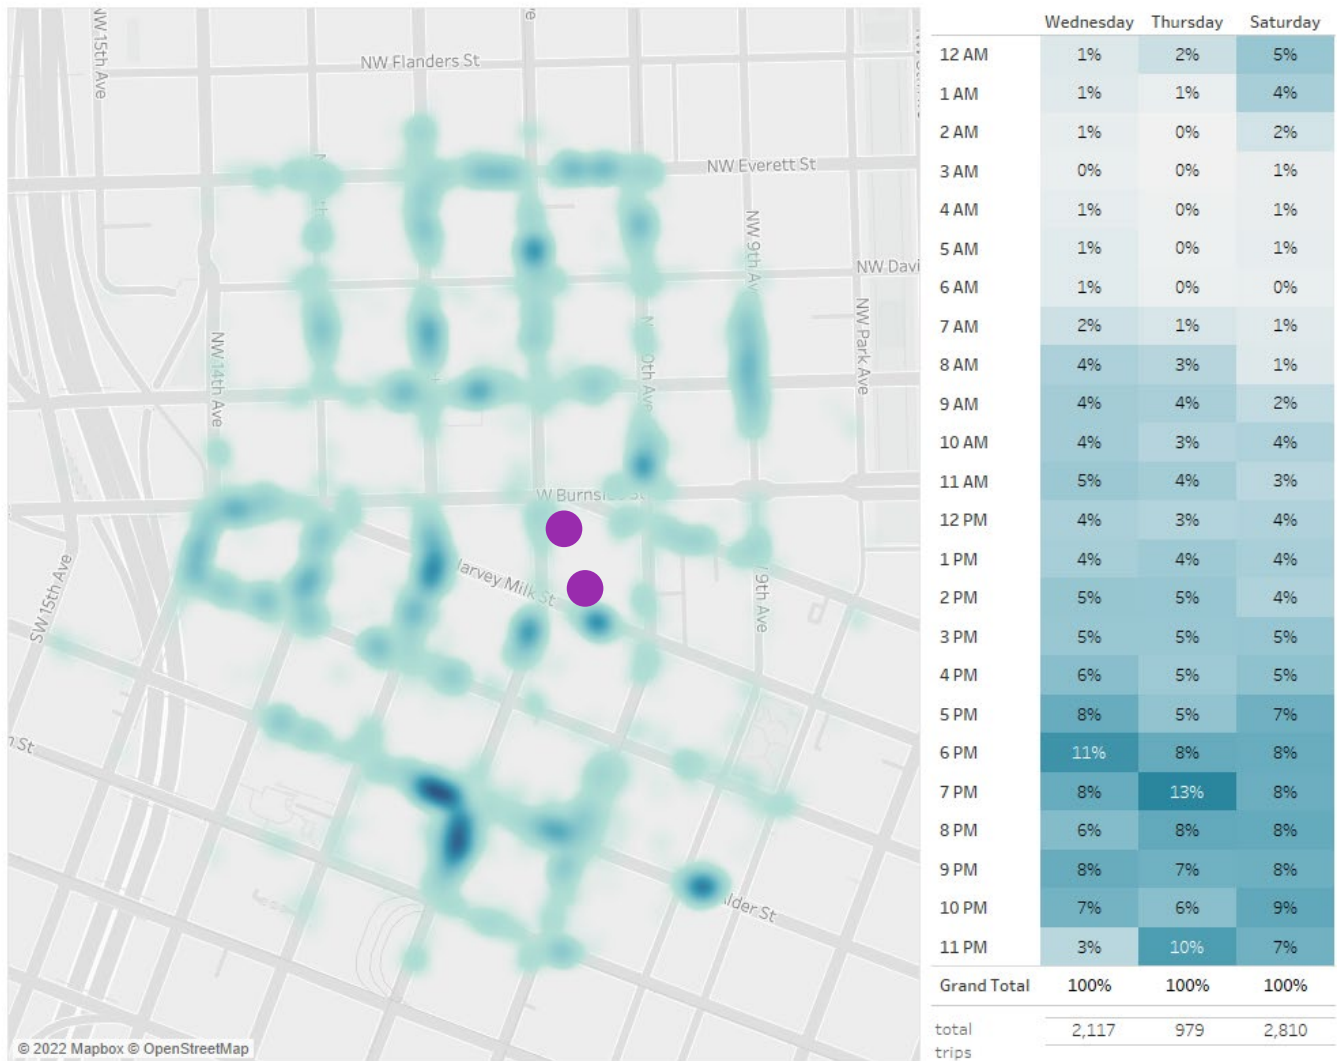 NW 15th Ave
NW Flanders St
NW Everett St
NW 9th Av
NW Davi
NW 14th Ave
NW Park Ave
0th Ave
W Burnside St
SW 15th Ave
arvey Milk St
9th Ave
n St
lder St
© 2022 Mapbox © OpenStreetMap
Wednesday Thursday Saturday
12 AM 1% 2% 5%
1 AM 1% 1% 4%
2 AM 1% 0% 2%
3 AM 0% 0% 1%
4 AM 1% 0% 1%
5 AM 1% 0% 1%
6 AM 1% 0% 0%
7 AM 2% 1% 1%
8 AM 4% 3% 1%
9 AM 4% 4% 2%
10 AM 4% 3% 4%
11 AM 5% 4% 3%
12 PM 4% 3% 4%
1 PM 4% 4% 4%
2 PM 5% 5% 4%
3 PM 5% 5% 5%
4 PM 6% 5% 5%
5 PM 8% 5% 7%
6 PM 11% 8% 8%
7 PM 8% 13% 8%
8 PM 6% 8% 8%
9 PM 8% 7% 8%
10 PM 7% 6% 9%
11 PM 3% 10% 7%
Grand Total 100% 100% 100%
total trips 2,117 979 2,810